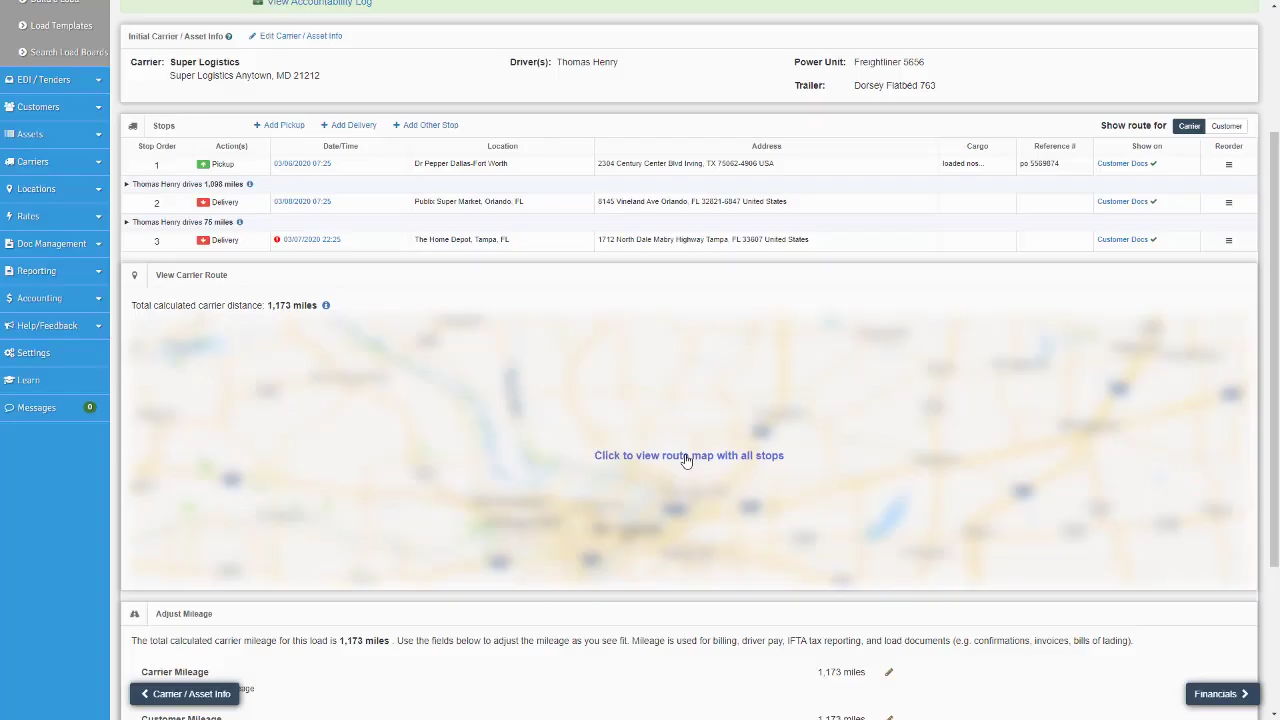 View Accountability Log
Load Templates
Search Load Boards
EDI / Tenders
Customers
Assets
Carriers
Locations
Rates
Doc Management
Reporting
Accounting
Help/Feedback
Settings
Learn
Messages 0
Initial Carrier / Asset Info Edit Carrier / Asset Info
Carrier: Super Logistics Driver(s): Thomas Henry Power Unit: Freightliner 5656
Super Logistics Anytown, MD 21212
Trailer: Dorsey Flatbed 763
Stops + Add Pickup + Add Delivery + Add Other Stop Show route for Carrier Customer
Stop Order Action(s) Date/Time Location Address Cargo Reference # Show on Reorder
1 Pickup 03/06/2020 07:25 Dr Pepper Dallas-Fort Worth 2304 Century Center Blvd Irving, TX 75062-4906 USA loaded nos... po 5569874 Customer Docs
Thomas Henry drives 1,098 miles
2 Delivery 03/08/2020 07:25 Publix Super Market, Orlando, FL 8145 Vineland Ave Orlando, FL 32821-6847 United States Customer Docs
Thomas Henry drives 75 miles
3 Delivery 03/07/2020 22:25 The Home Depot, Tampa, FL 1712 North Dale Mabry Highway Tampa, FL 33607 United States Customer Docs
View Carrier Route
Total calculated carrier distance: 1,173 miles
Click to view route map with all stops
Adjust Mileage
The total calculated carrier mileage for this load is 1,173 miles . Use the fields below to adjust the mileage as you see fit. Mileage is used for billing, driver pay, IFTA tax reporting, and load documents (e.g. confirmations, invoices, bills of lading).
Carrier Mileage 1,173 miles
Carrier / Asset Info
Financials
Customer Mileage 1,173 miles